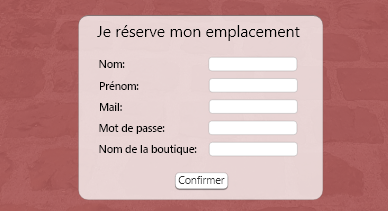 Je réserve mon emplacement
Nom:
Prénom:
Mail:
Mot de passe:
Nom de la boutique:
Confirmer